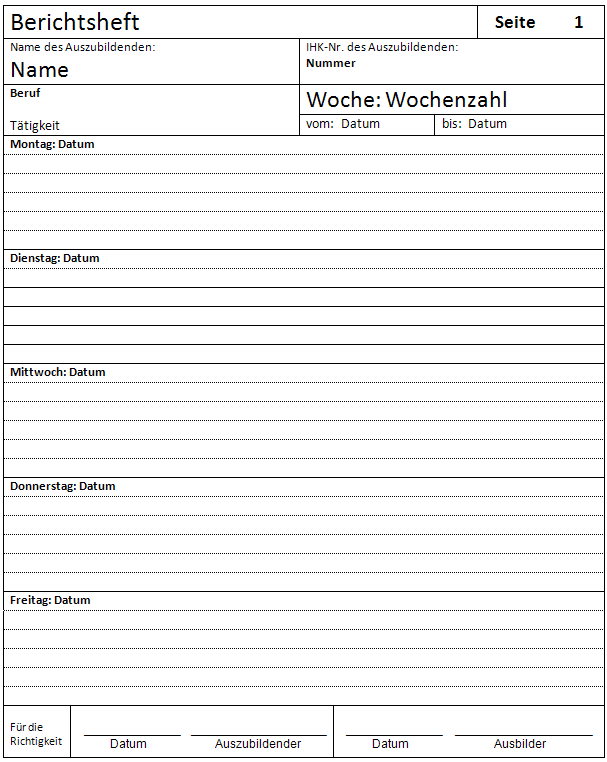 Berichtsheft
Seite 1
Name des Auszubildenden:
Name
IHK-Nr. des Auszubildenden:
Nummer
Beruf
Tätigkeit
Woche: Wochenzahl
vom: Datum
bis: Datum
Montag: Datum
Dienstag: Datum
Mittwoch: Datum
Donnerstag: Datum
Freitag: Datum
Für die
Richtigkeit
Datum
Auszubildender
Datum
Ausbilder